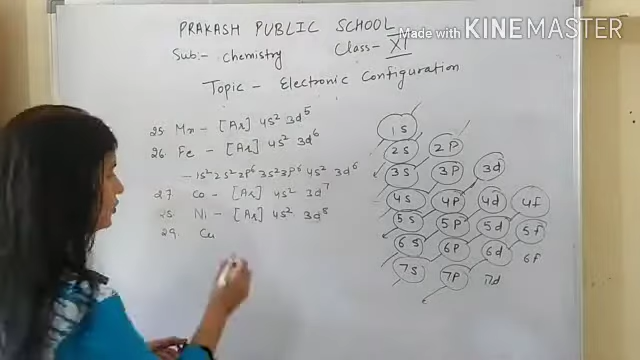 PRAKASH PUBLIC SCHOOL
Made with KINEMASTER
Sub:- Chemistry Class- XI
Topic - Electronic Configuration
25. Mn - [Ar] 4s² 3d⁵
26. Fe - [Ar] 4s² 3d⁶
- 1s² 2s² 2p⁶ 3s² 3p⁶ 4s² 3d⁶
27. Co - [Ar] 4s² 3d⁷
28. Ni - [Ar] 4s² 3d⁸
29. Cu
1s
2s 2p
3s 3p 3d
4s 4p 4d 4f
5s 5p 5d 5f
6s 6p 6d 6f
7s 7p 7d